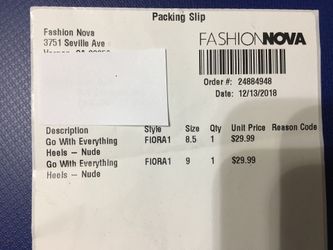 Packing Slip
Fashion Nova
3751 Seville Ave
FASHIONNOVA
Order #: 24884948
Date: 12/13/2018
Description Style Size Qty Unit Price Reason Code
Go With Everything FIORA1 8.5 1 $29.99
Heels — Nude
Go With Everything FIORA1 9 1 $29.99
Heels — Nude